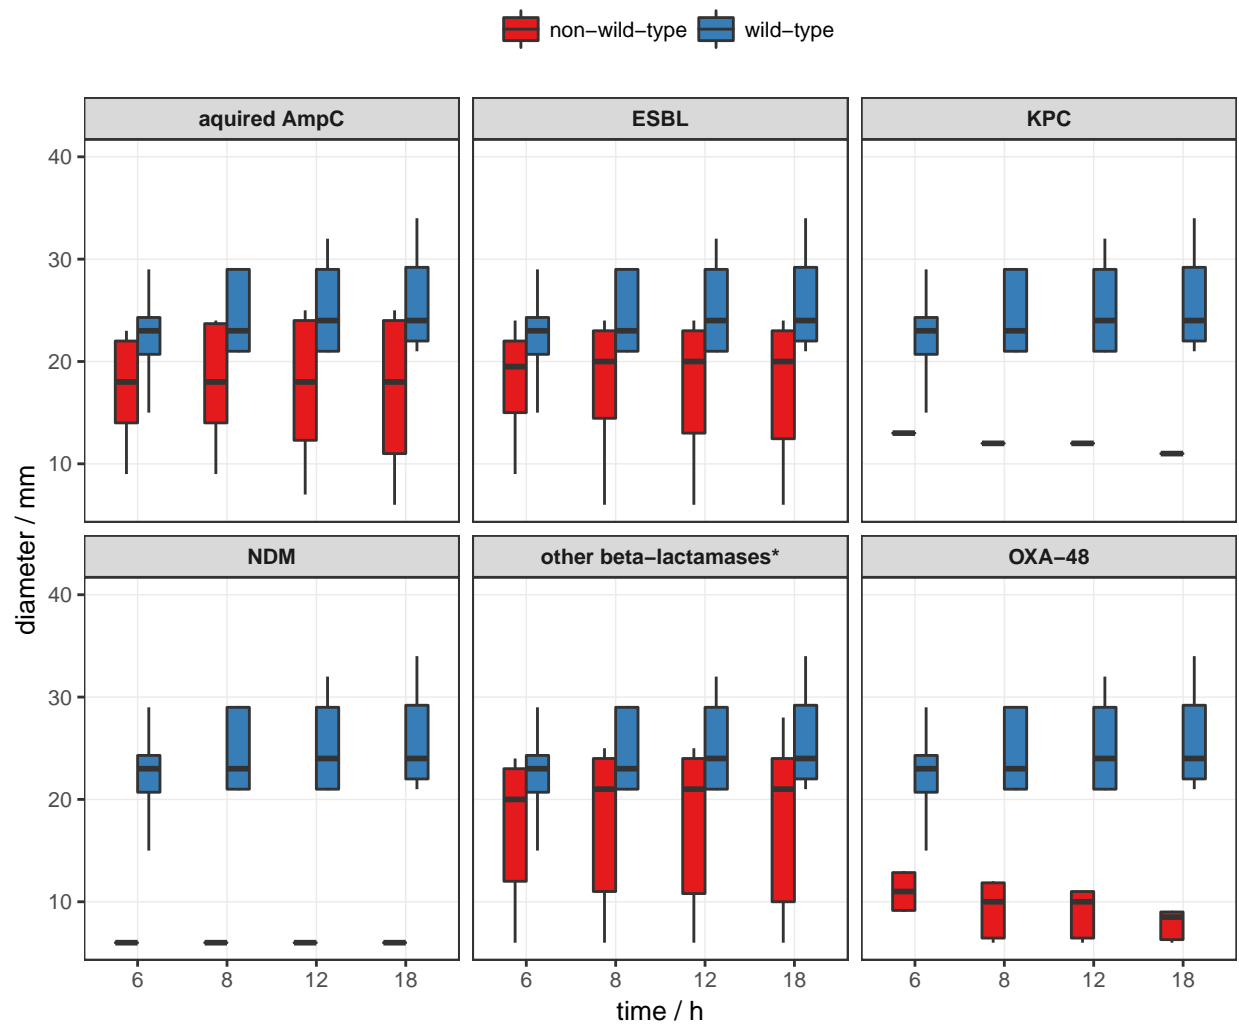 non−wild−type wild−type
aquired AmpC ESBL KPC
40
30
20
10
NDM other beta−lactamases* OXA−48
40
30
20
10
6 8 12 18 6 8 12 18 6 8 12 18
diameter / mm
time / h